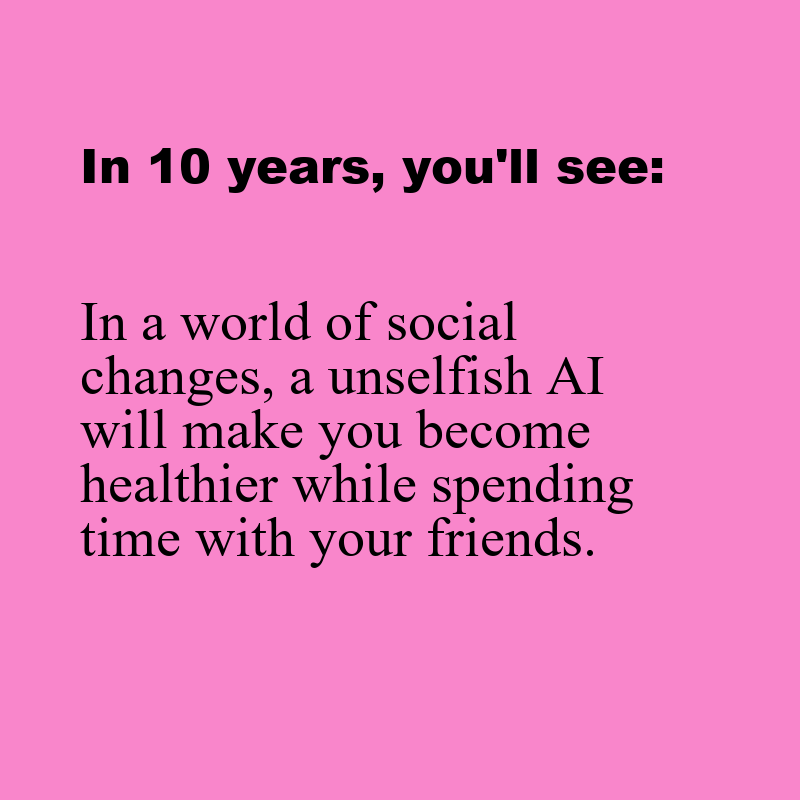 In 10 years, you'll see:
In a world of social
changes, a unselfish AI
will make you become
healthier while spending
time with your friends.